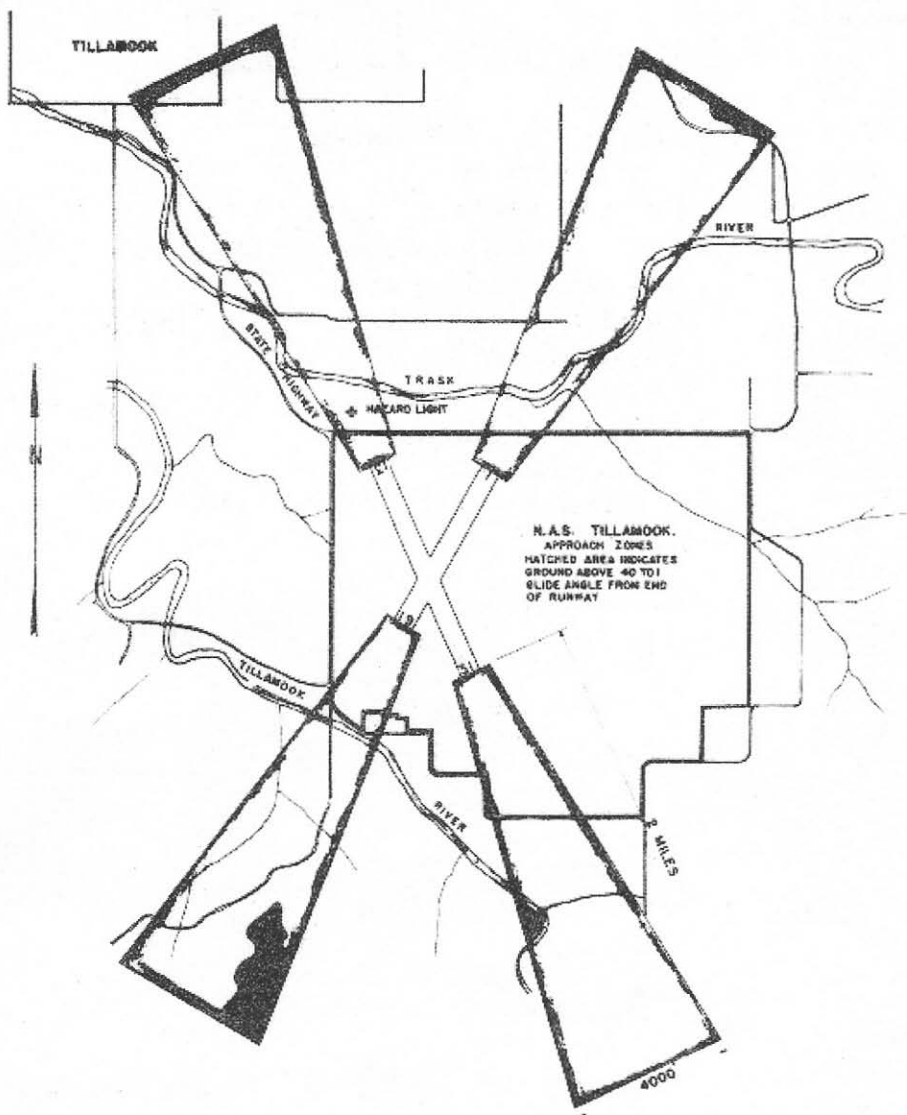 TILLAMOOK
RIVER
STATE HIGHWAY
TRASK
HAZARD LIGHT
N
N.A.S. TILLAMOOK.
APPROACH ZONES
HATCHED AREA INDICATES
GROUND ABOVE 40 TO 1
GLIDE ANGLE FROM END
OF RUNWAY
TILLAMOOK
RIVER
2 MILES
4000